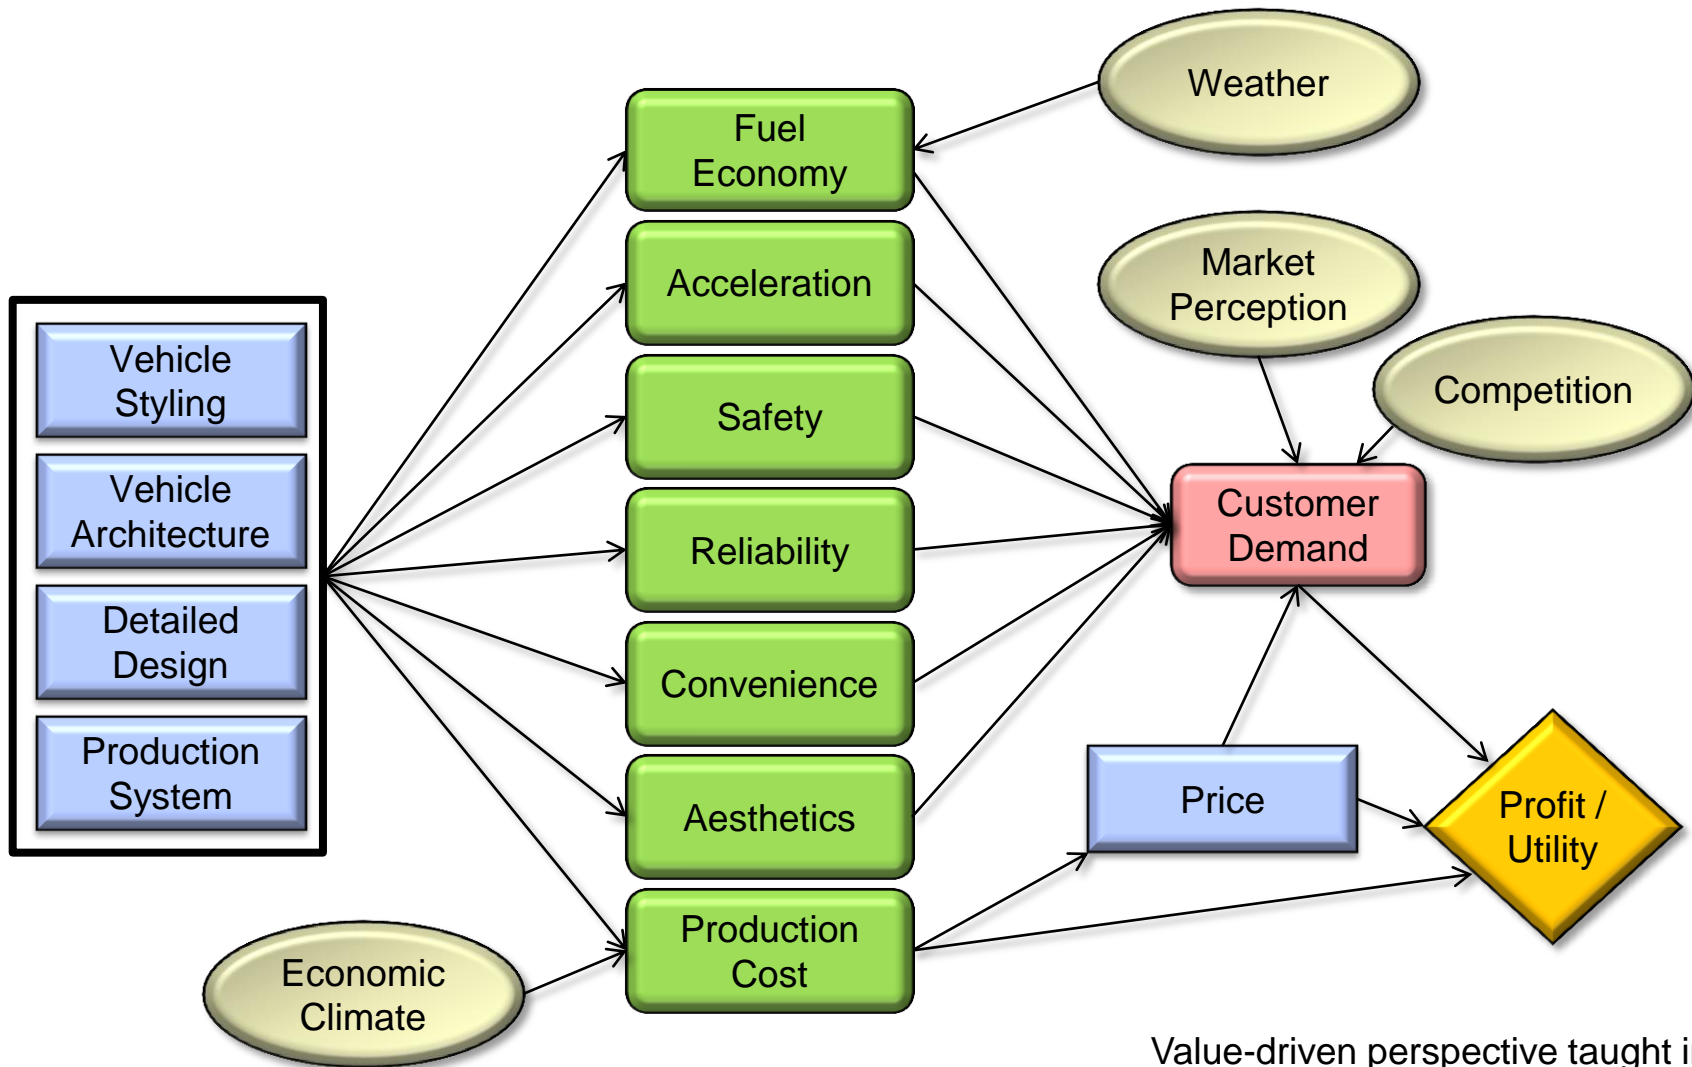 Weather
Fuel
Economy
Market
Perception
Acceleration
Vehicle
Styling
Safety
Competition
Vehicle
Architecture
Reliability
Customer
Demand
Detailed
Design
Convenience
Production
System
Aesthetics
Price
Profit /
Utility
Production
Cost
Economic
Climate
Value-driven perspective taught i